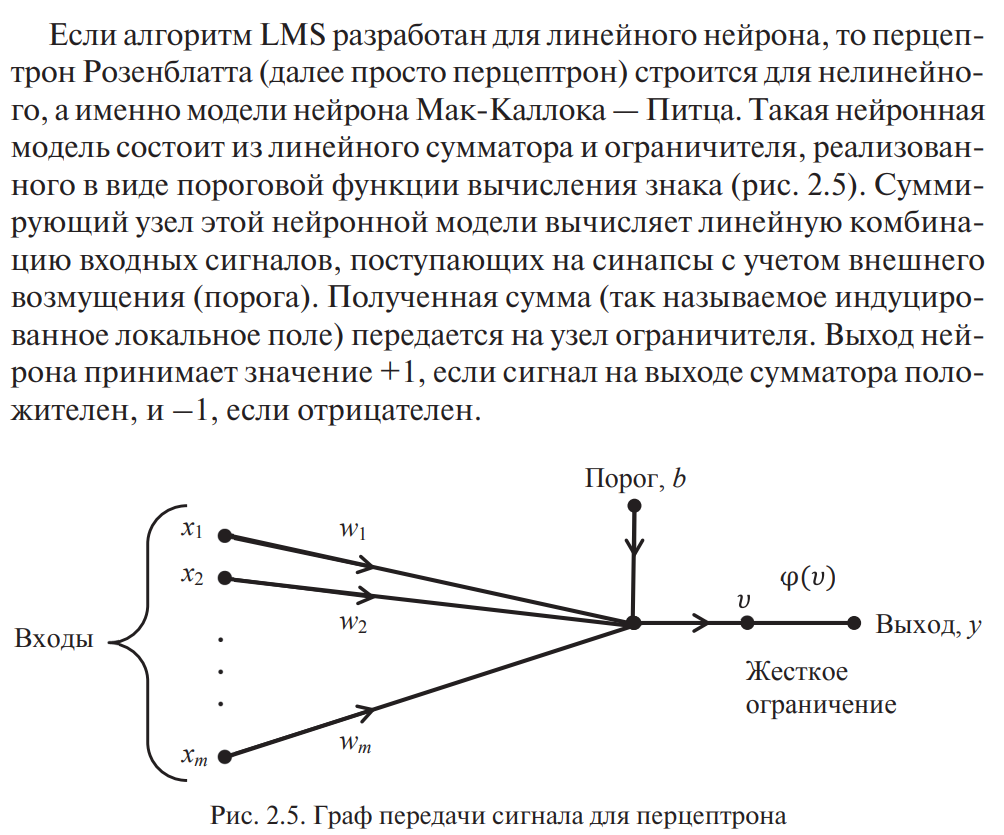 Если алгоритм LMS разработан для линейного нейрона, то перцеп-
трон Розенблатта (далее просто перцептрон) строится для нелинейно-
го, а именно модели нейрона Мак-Каллока — Питца. Такая нейронная
модель состоит из линейного сумматора и ограничителя, реализован-
ного в виде пороговой функции вычисления знака (рис. 2.5). Сумми-
рующий узел этой нейронной модели вычисляет линейную комбина-
цию входных сигналов, поступающих на синапсы с учетом внешнего
возмущения (порога). Полученная сумма (так называемое индуциро-
ванное локальное поле) передается на узел ограничителя. Выход ней-
рона принимает значение +1, если сигнал на выходе сумматора поло-
жителен, и −1, если отрицателен.
Порог, b
x₁
w₁
x₂
w₂
φ(υ)
υ
Входы
Выход, y
Жесткое
ограничение
xₘ
wₘ
Рис. 2.5. Граф передачи сигнала для перцептрона